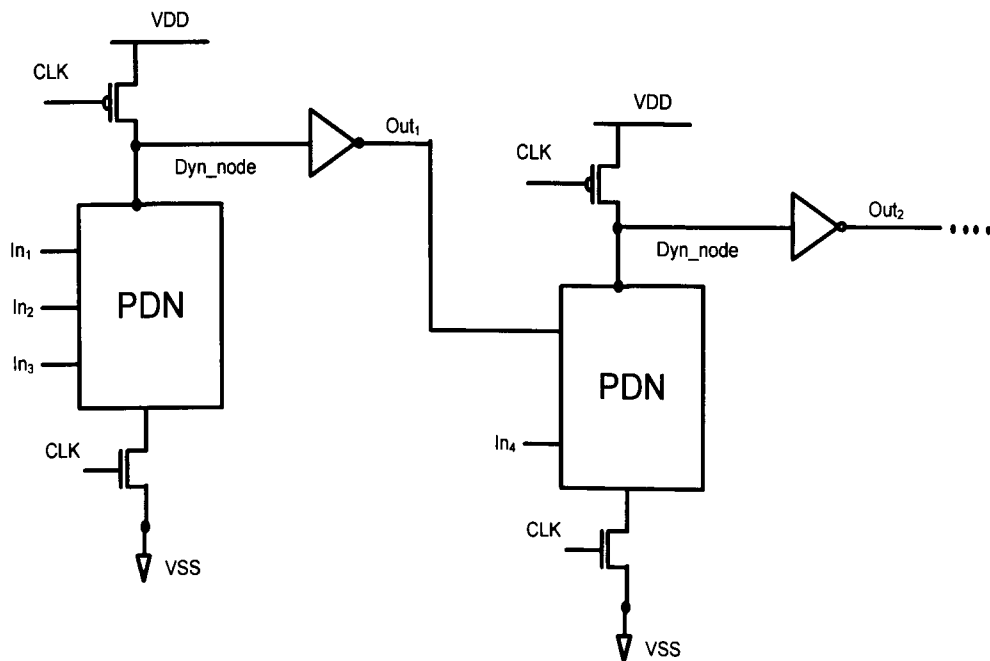 VDD
CLK
Out₁
Dyn_node
In₁
In₂
In₃
PDN
CLK
VSS
VDD
CLK
Out₂
Dyn_node
PDN
In₄
CLK
VSS